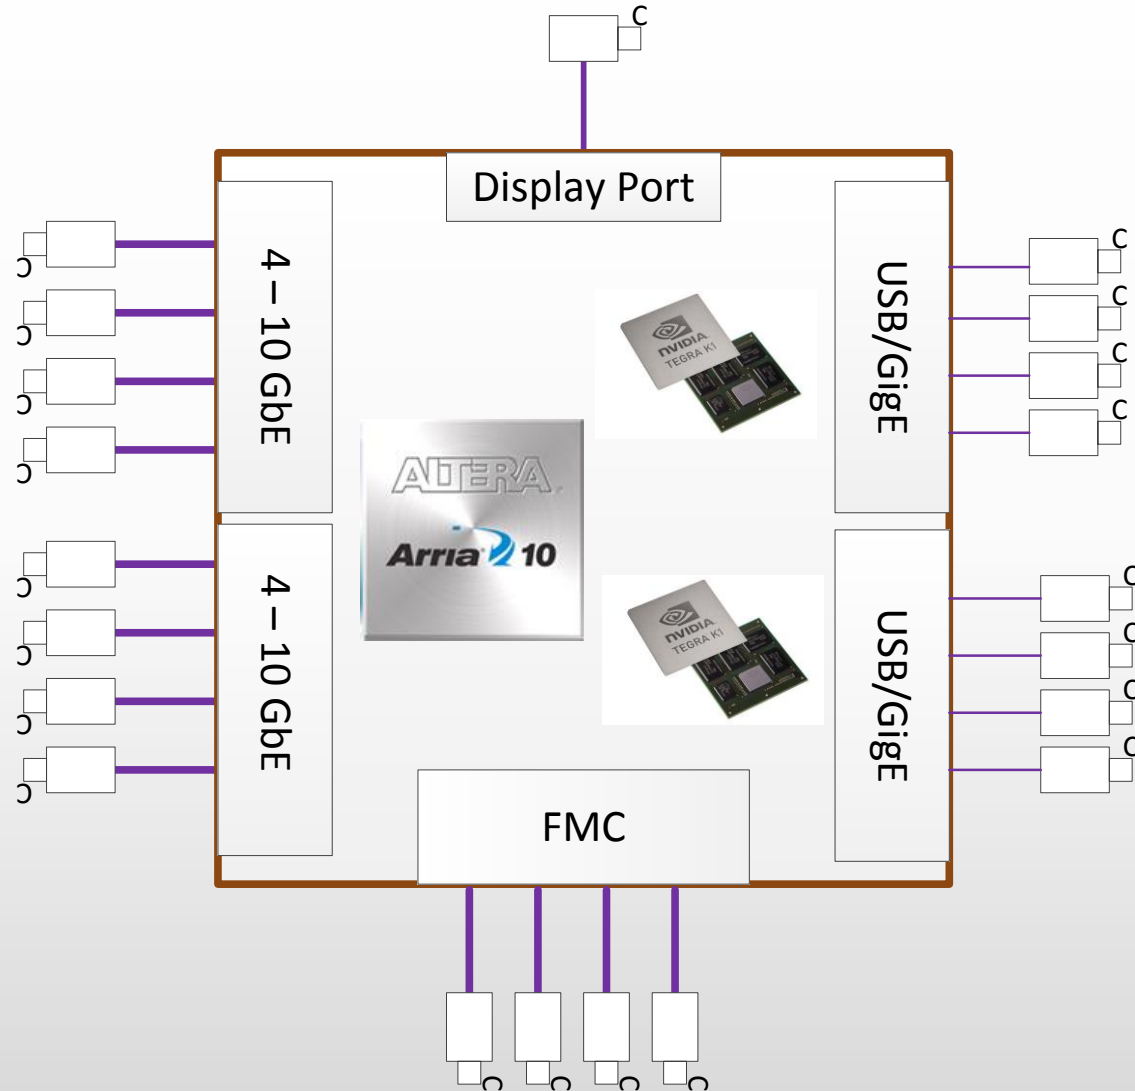 C
Display Port
4 – 10 GbE
USB/GigE
C
C
C
C
C
C
C
C
NVIDIA
TEGRA K1
ALTERA
Arria 10
4 – 10 GbE
USB/GigE
C
C
C
C
C
C
C
C
NVIDIA
TEGRA K1
FMC
C
C
C
C